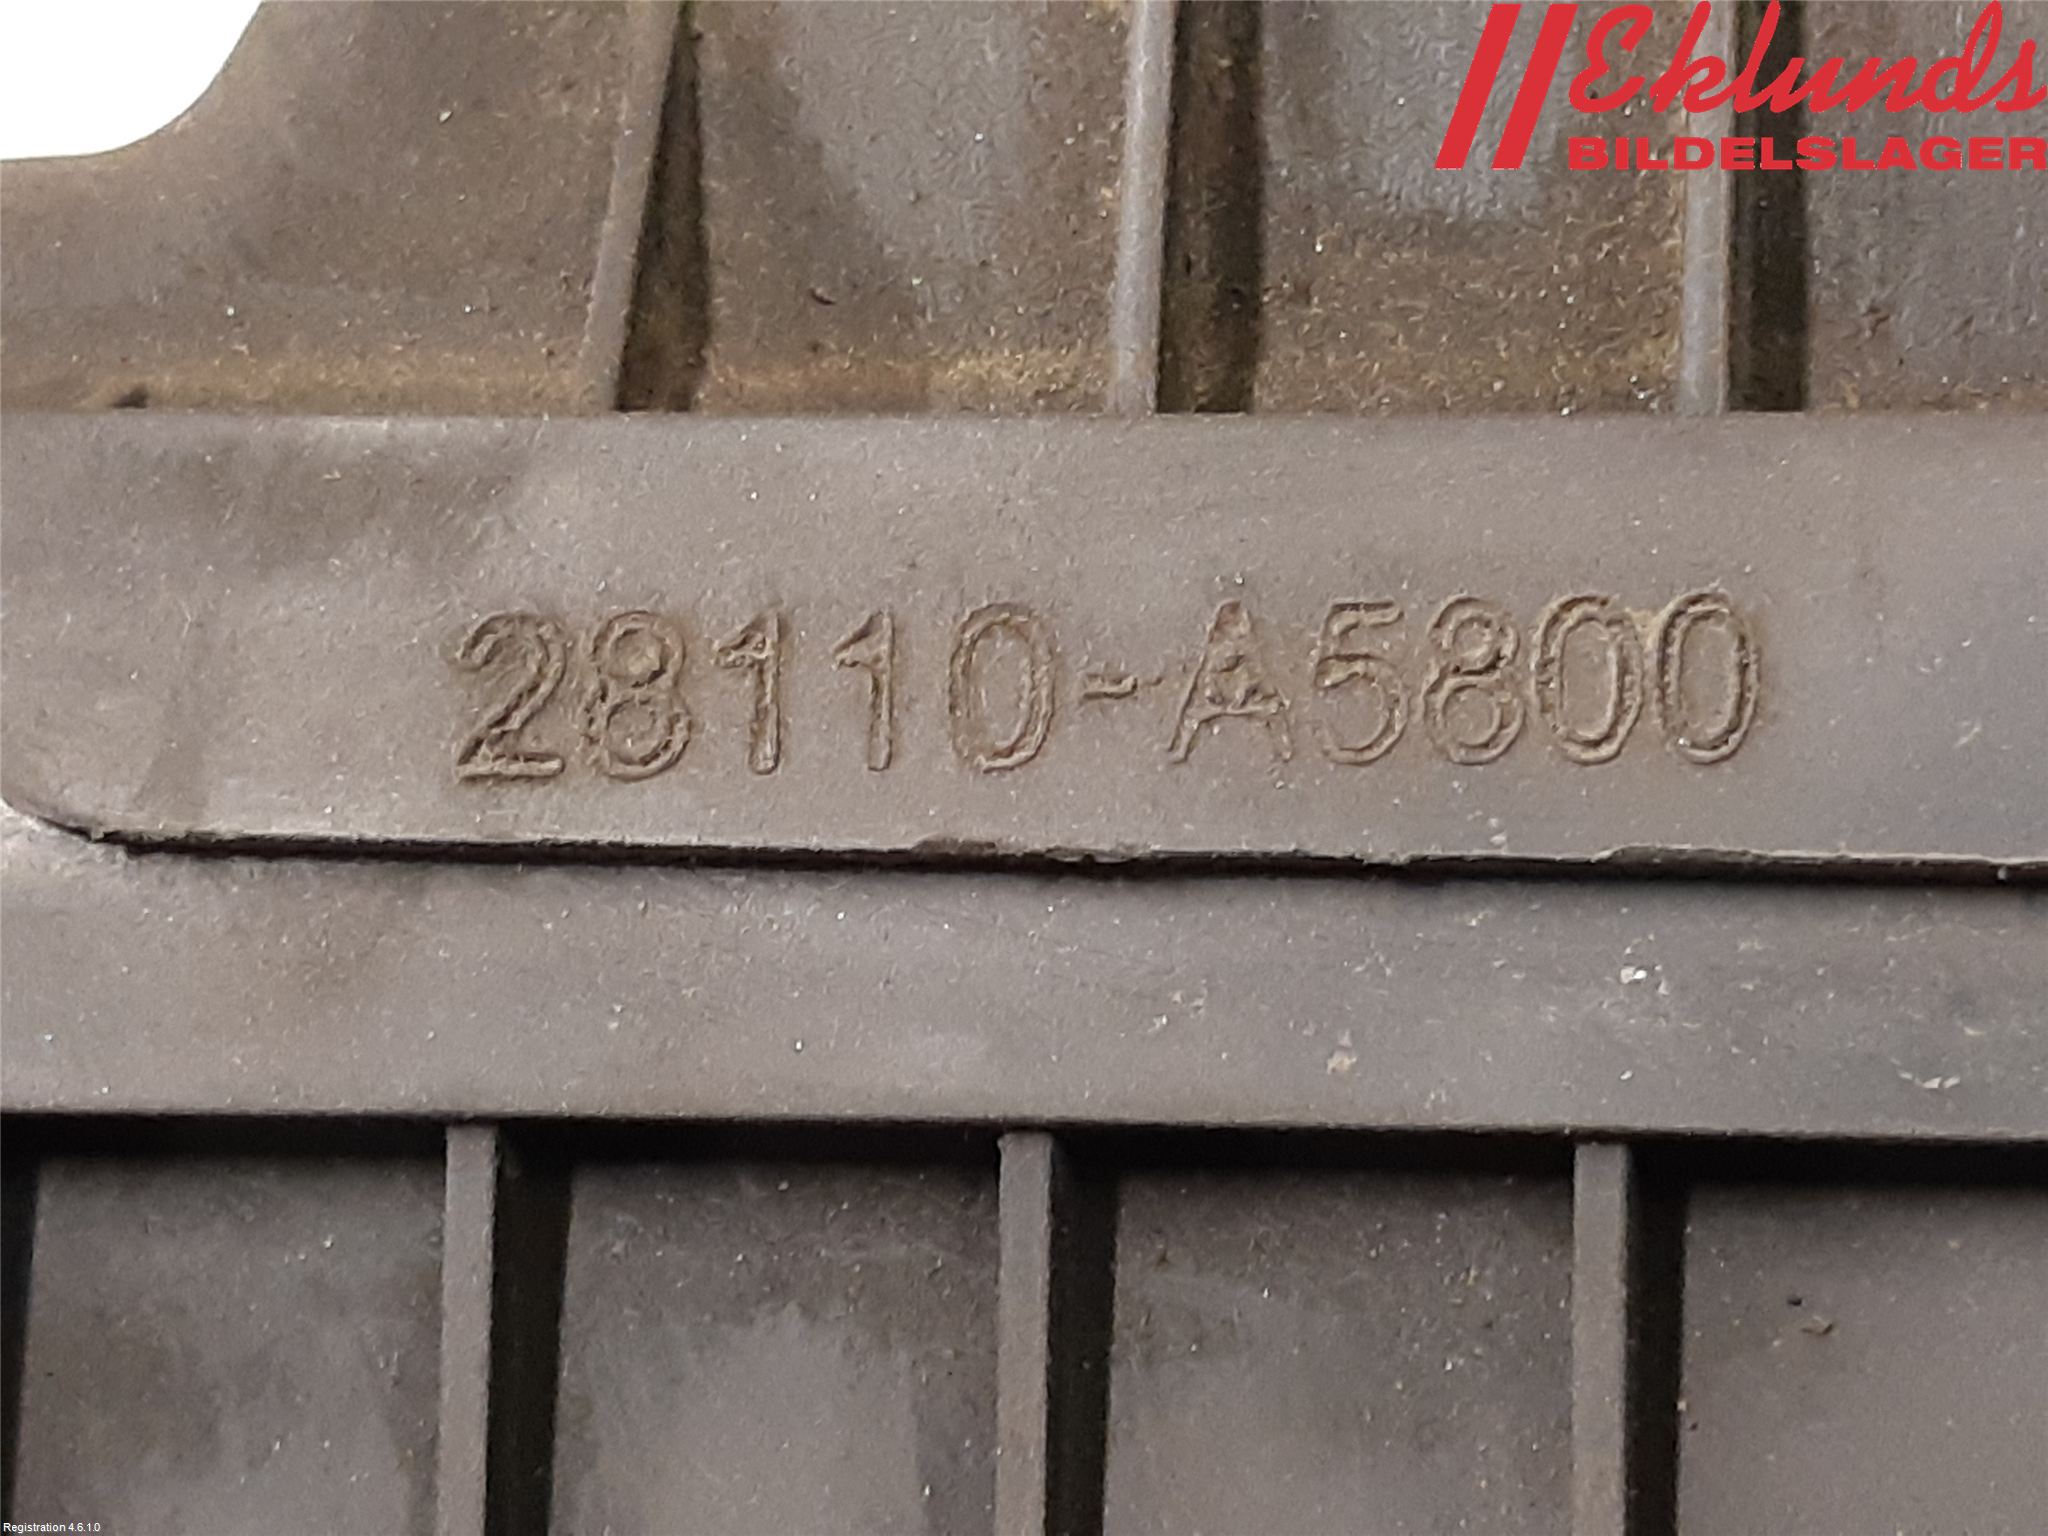 Eklunds
BILDELSLAGER
28110-A5800
Registration 4.6.1.0